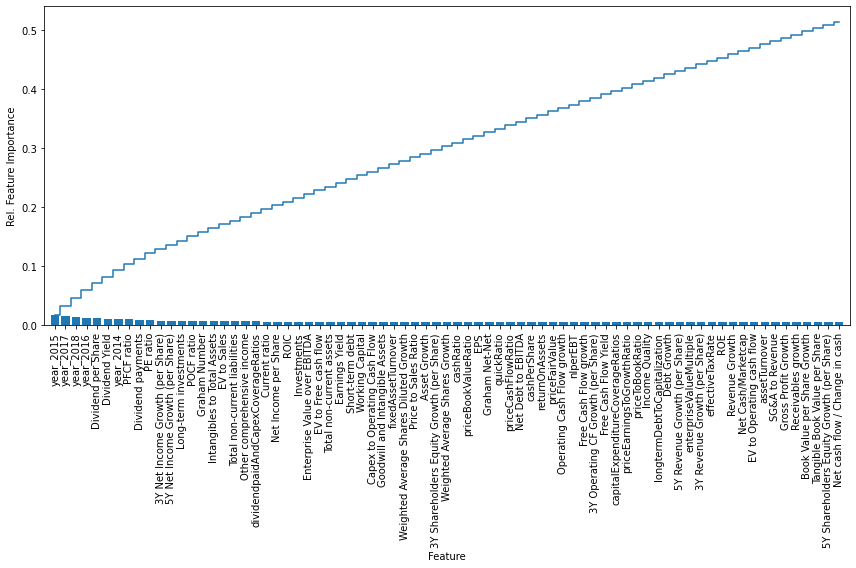 Rel. Feature Importance
0.5
0.4
0.3
0.2
0.1
0.0
year_2015
year_2017
year_2018
year_2016
Dividend per Share
Dividend Yield
year_2014
PFCF ratio
Dividend payments
PE ratio
3Y Net Income Growth (per Share)
5Y Net Income Growth (per Share)
Long-term investments
POCF ratio
Graham Number
Intangibles to Total Assets
EV to Sales
Total non-current liabilities
Other comprehensive income
dividendpaidAndCapexCoverageRatios
Current ratio
Net Income per Share
ROIC
Investments
Enterprise Value over EBITDA
EV to Free cash flow
Total non-current assets
Earnings Yield
Short-term debt
Working Capital
Capex to Operating Cash Flow
Goodwill and Intangible Assets
fixedAssetTurnover
Weighted Average Shares Diluted Growth
Price to Sales Ratio
Asset Growth
3Y Shareholders Equity Growth (per Share)
Weighted Average Shares Growth
cashRatio
priceBookValueRatio
EPS
Graham Net-Net
quickRatio
priceCashFlowRatio
Net Debt to EBITDA
cashPerShare
returnOnAssets
priceFairValue
Operating Cash Flow growth
nIperEBT
Free Cash Flow growth
3Y Operating CF Growth (per Share)
Free Cash Flow Yield
capitalExpenditureCoverageRatios
priceEarningsToGrowthRatio
priceToBookRatio
Income Quality
longtermDebtToCapitalization
Debt Growth
5Y Revenue Growth (per Share)
enterpriseValueMultiple
3Y Revenue Growth (per Share)
effectiveTaxRate
ROE
Revenue Growth
Net Cash/Marketcap
EV to Operating cash flow
assetTurnover
SG&A to Revenue
Gross Profit Growth
Receivables growth
Book Value per Share Growth
Tangible Book Value per Share
5Y Shareholders Equity Growth (per Share)
Net cash flow / Change in cash
Feature